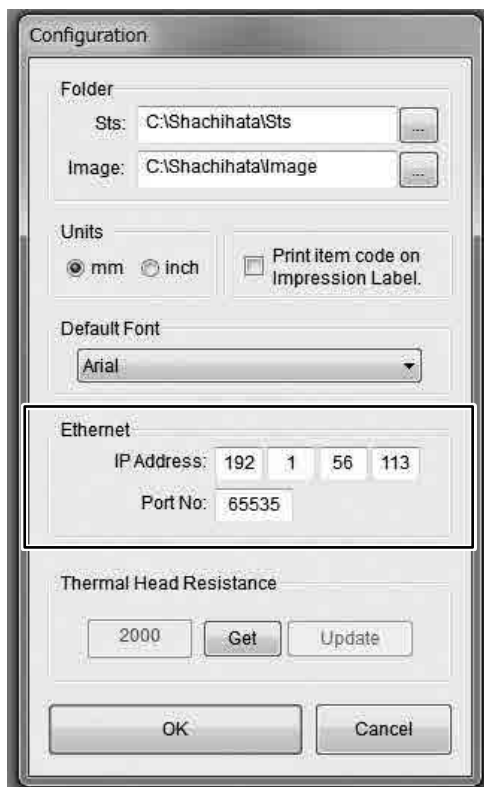 Configuration
Folder
Sts: C:\Shachihata\Sts ...
Image: C:\Shachihata\Image ...
Units
mm inch
Print item code on
Impression Label.
Default Font
Arial
Ethernet
IP Address: 192 1 56 113
Port No: 65535
Thermal Head Resistance
2000 Get Update
OK Cancel